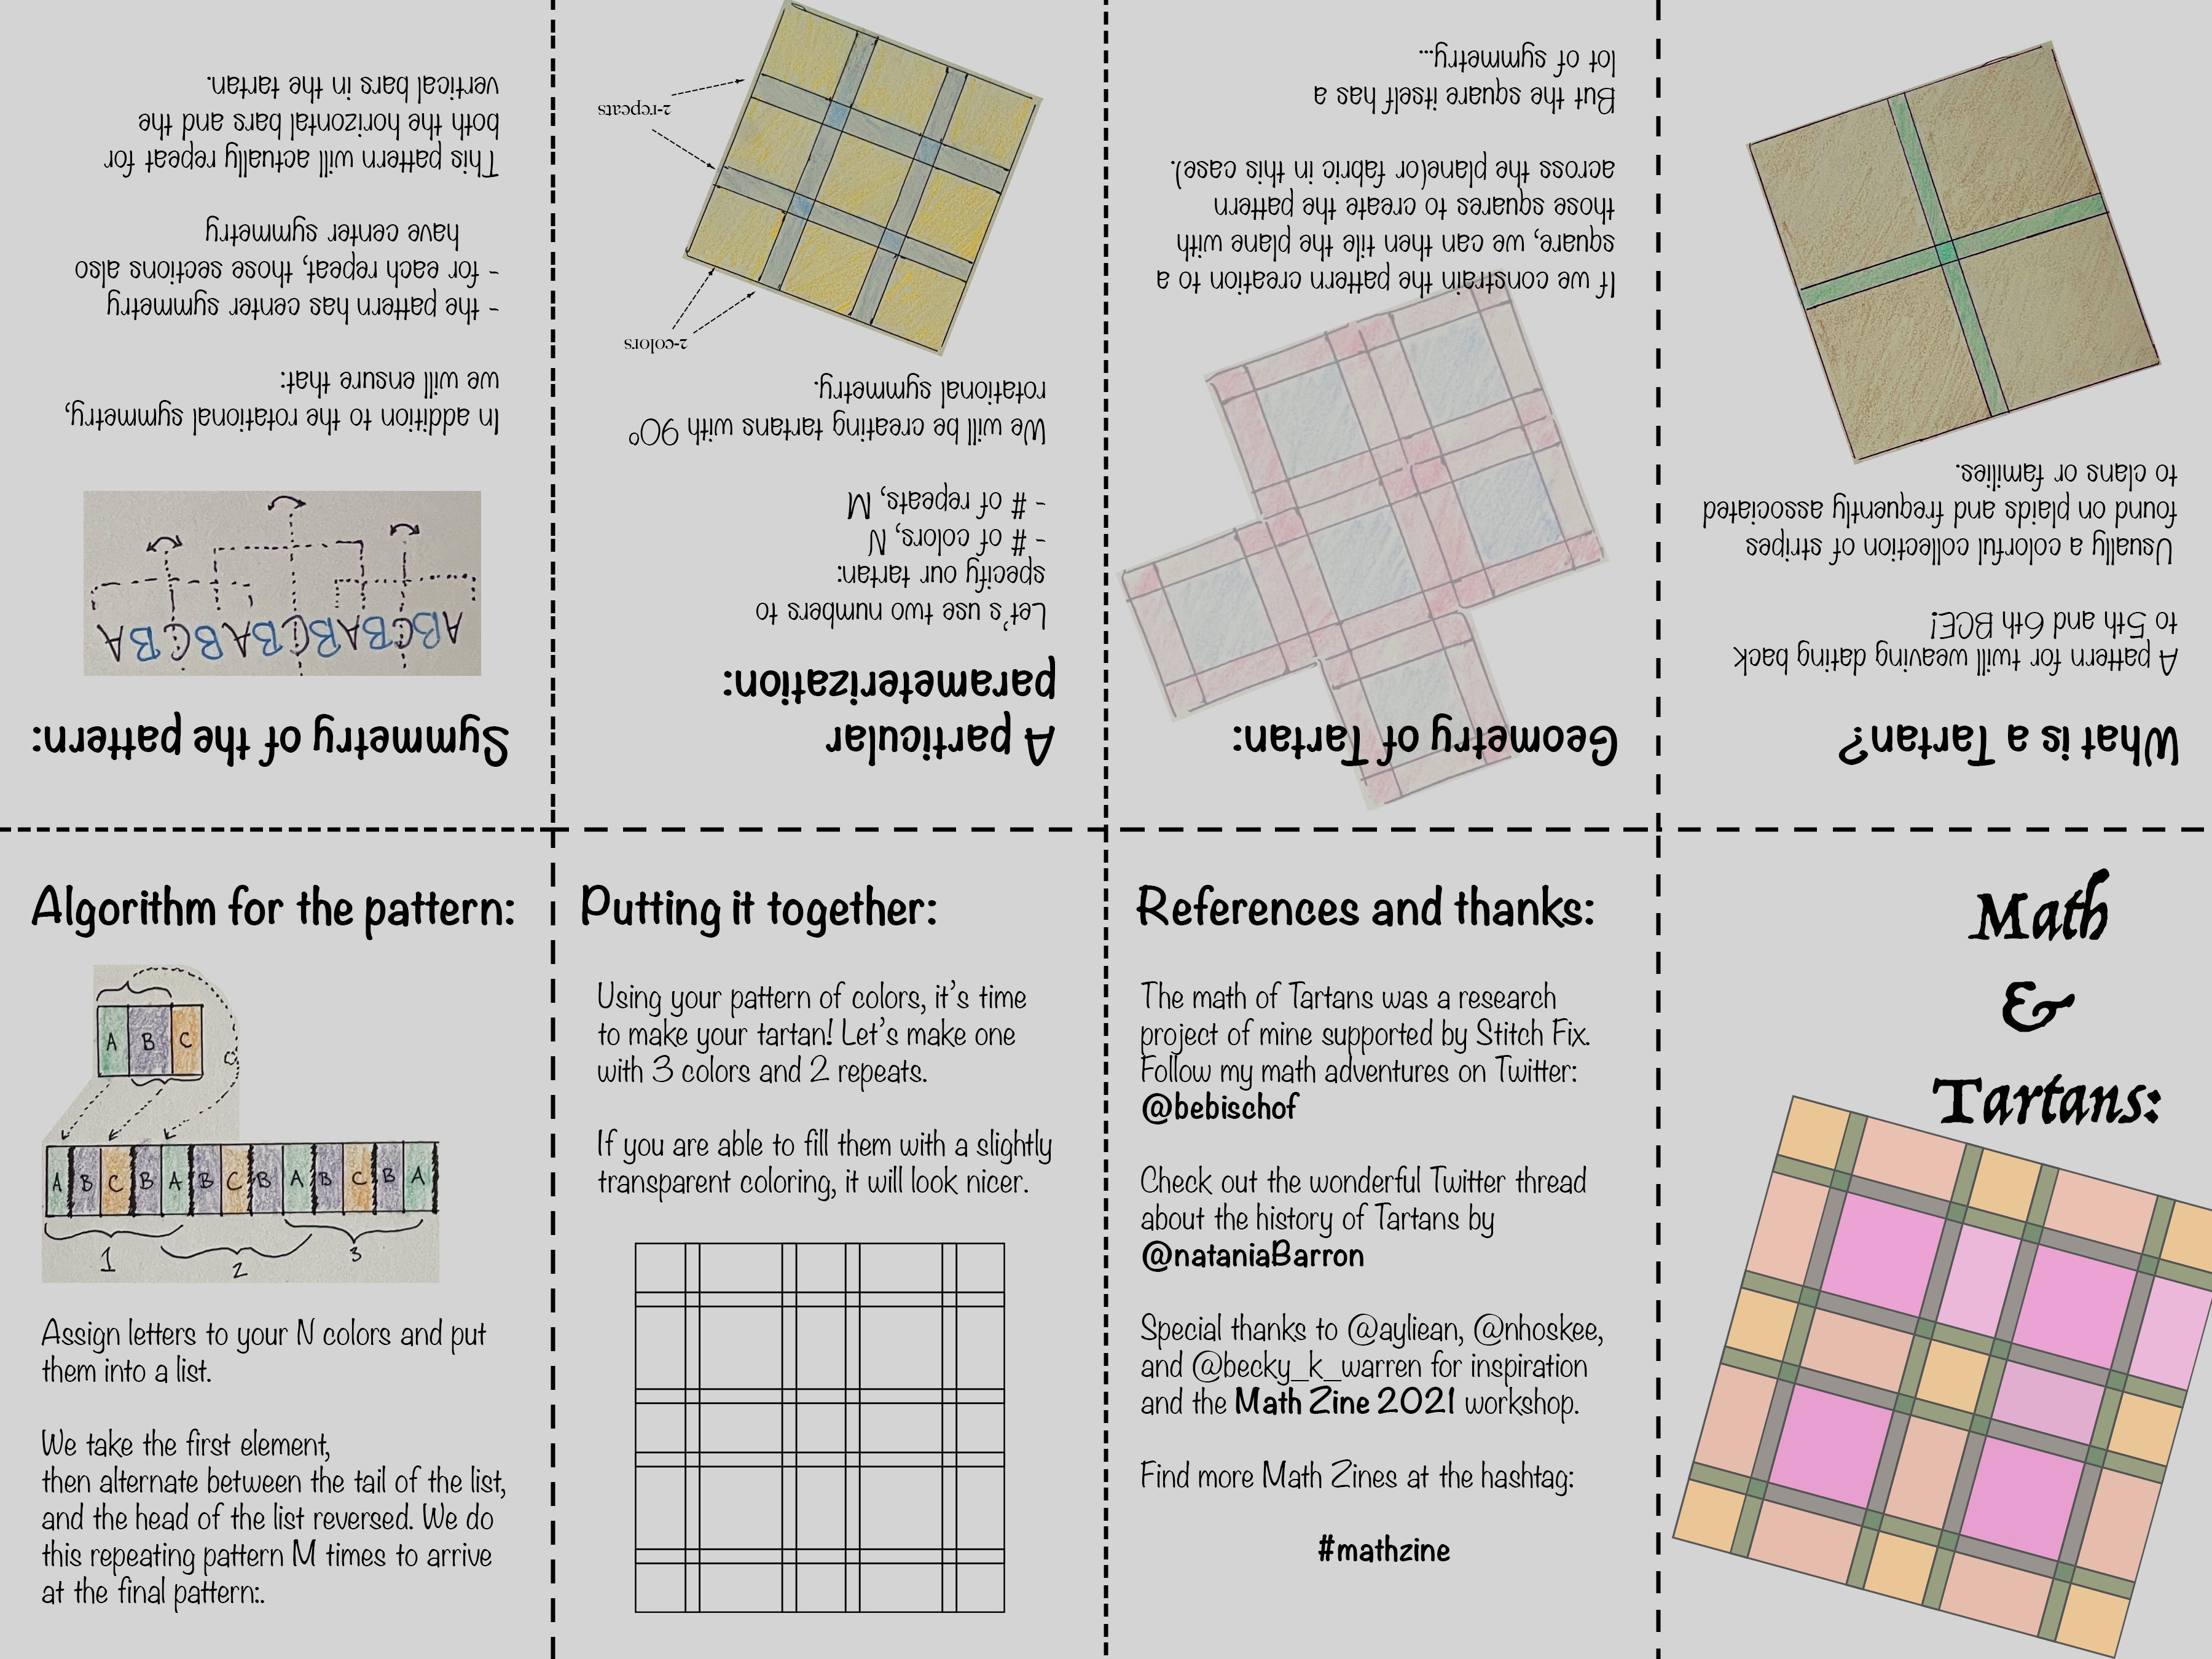 Math
&
Tartans:
What is a Tartan?
A pattern for twill weaving dating back
to 5th and 6th BCE!
Usually a colorful collection of stripes
found on plaids and frequently associated
to clans or families.
Geometry of Tartan:
If we constrain the pattern creation to a
square, we can then tile the plane with
those squares to create the pattern
across the plane(or fabric in this case).
But the square itself has a
lot of symmetry...
A particular
parameterization:
Let's use two numbers to
specify our tartan:
- # of colors, N
- # of repeats, M
We will be creating tartans with 90°
rotational symmetry.
2-colors
2-repeats
Symmetry of the pattern:
ABCBABCBABCBA
In addition to the rotational symmetry,
we will ensure that:
- the pattern has center symmetry
- for each repeat, those sections also
have center symmetry
This pattern will actually repeat for
both the horizontal bars and the
vertical bars in the tartan.
Algorithm for the pattern:
A B C
A B C B A B C B A B C B A
1 2 3
Assign letters to your N colors and put
them into a list.
We take the first element,
then alternate between the tail of the list,
and the head of the list reversed. We do
this repeating pattern M times to arrive
at the final pattern:.
Putting it together:
Using your pattern of colors, it's time
to make your tartan! Let's make one
with 3 colors and 2 repeats.
If you are able to fill them with a slightly
transparent coloring, it will look nicer.
References and thanks:
The math of Tartans was a research
project of mine supported by Stitch Fix.
Follow my math adventures on Twitter:
@bebischof
Check out the wonderful Twitter thread
about the history of Tartans by
@nataniaBarron
Special thanks to @ayliean, @nhoskee,
and @becky_k_warren for inspiration
and the Math Zine 2021 workshop.
Find more Math Zines at the hashtag:
#mathzine